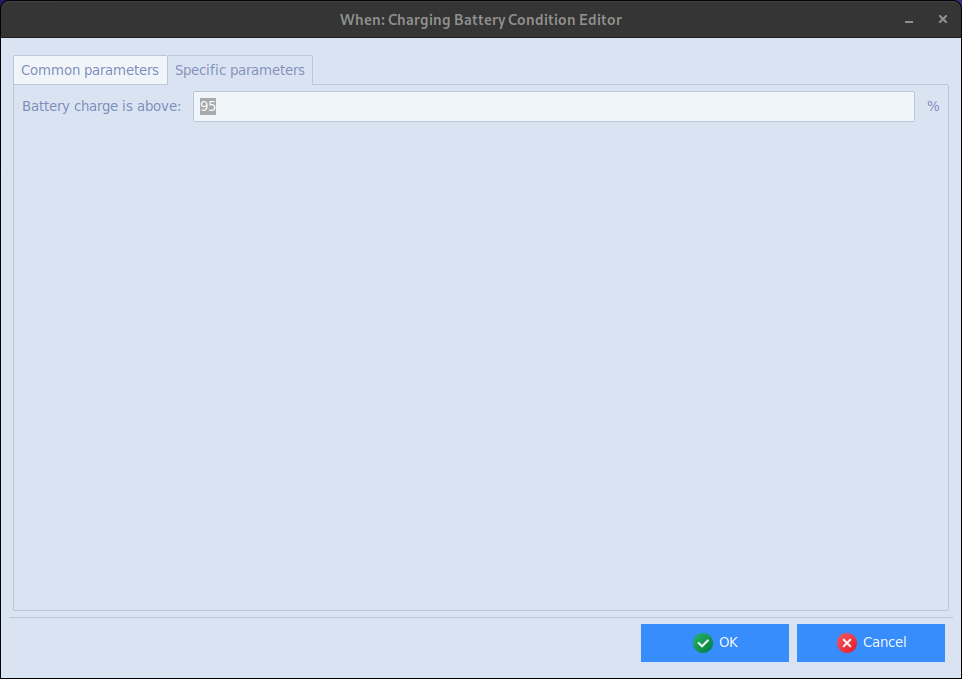 When: Charging Battery Condition Editor
Common parameters Specific parameters
Battery charge is above: 95 %
OK Cancel